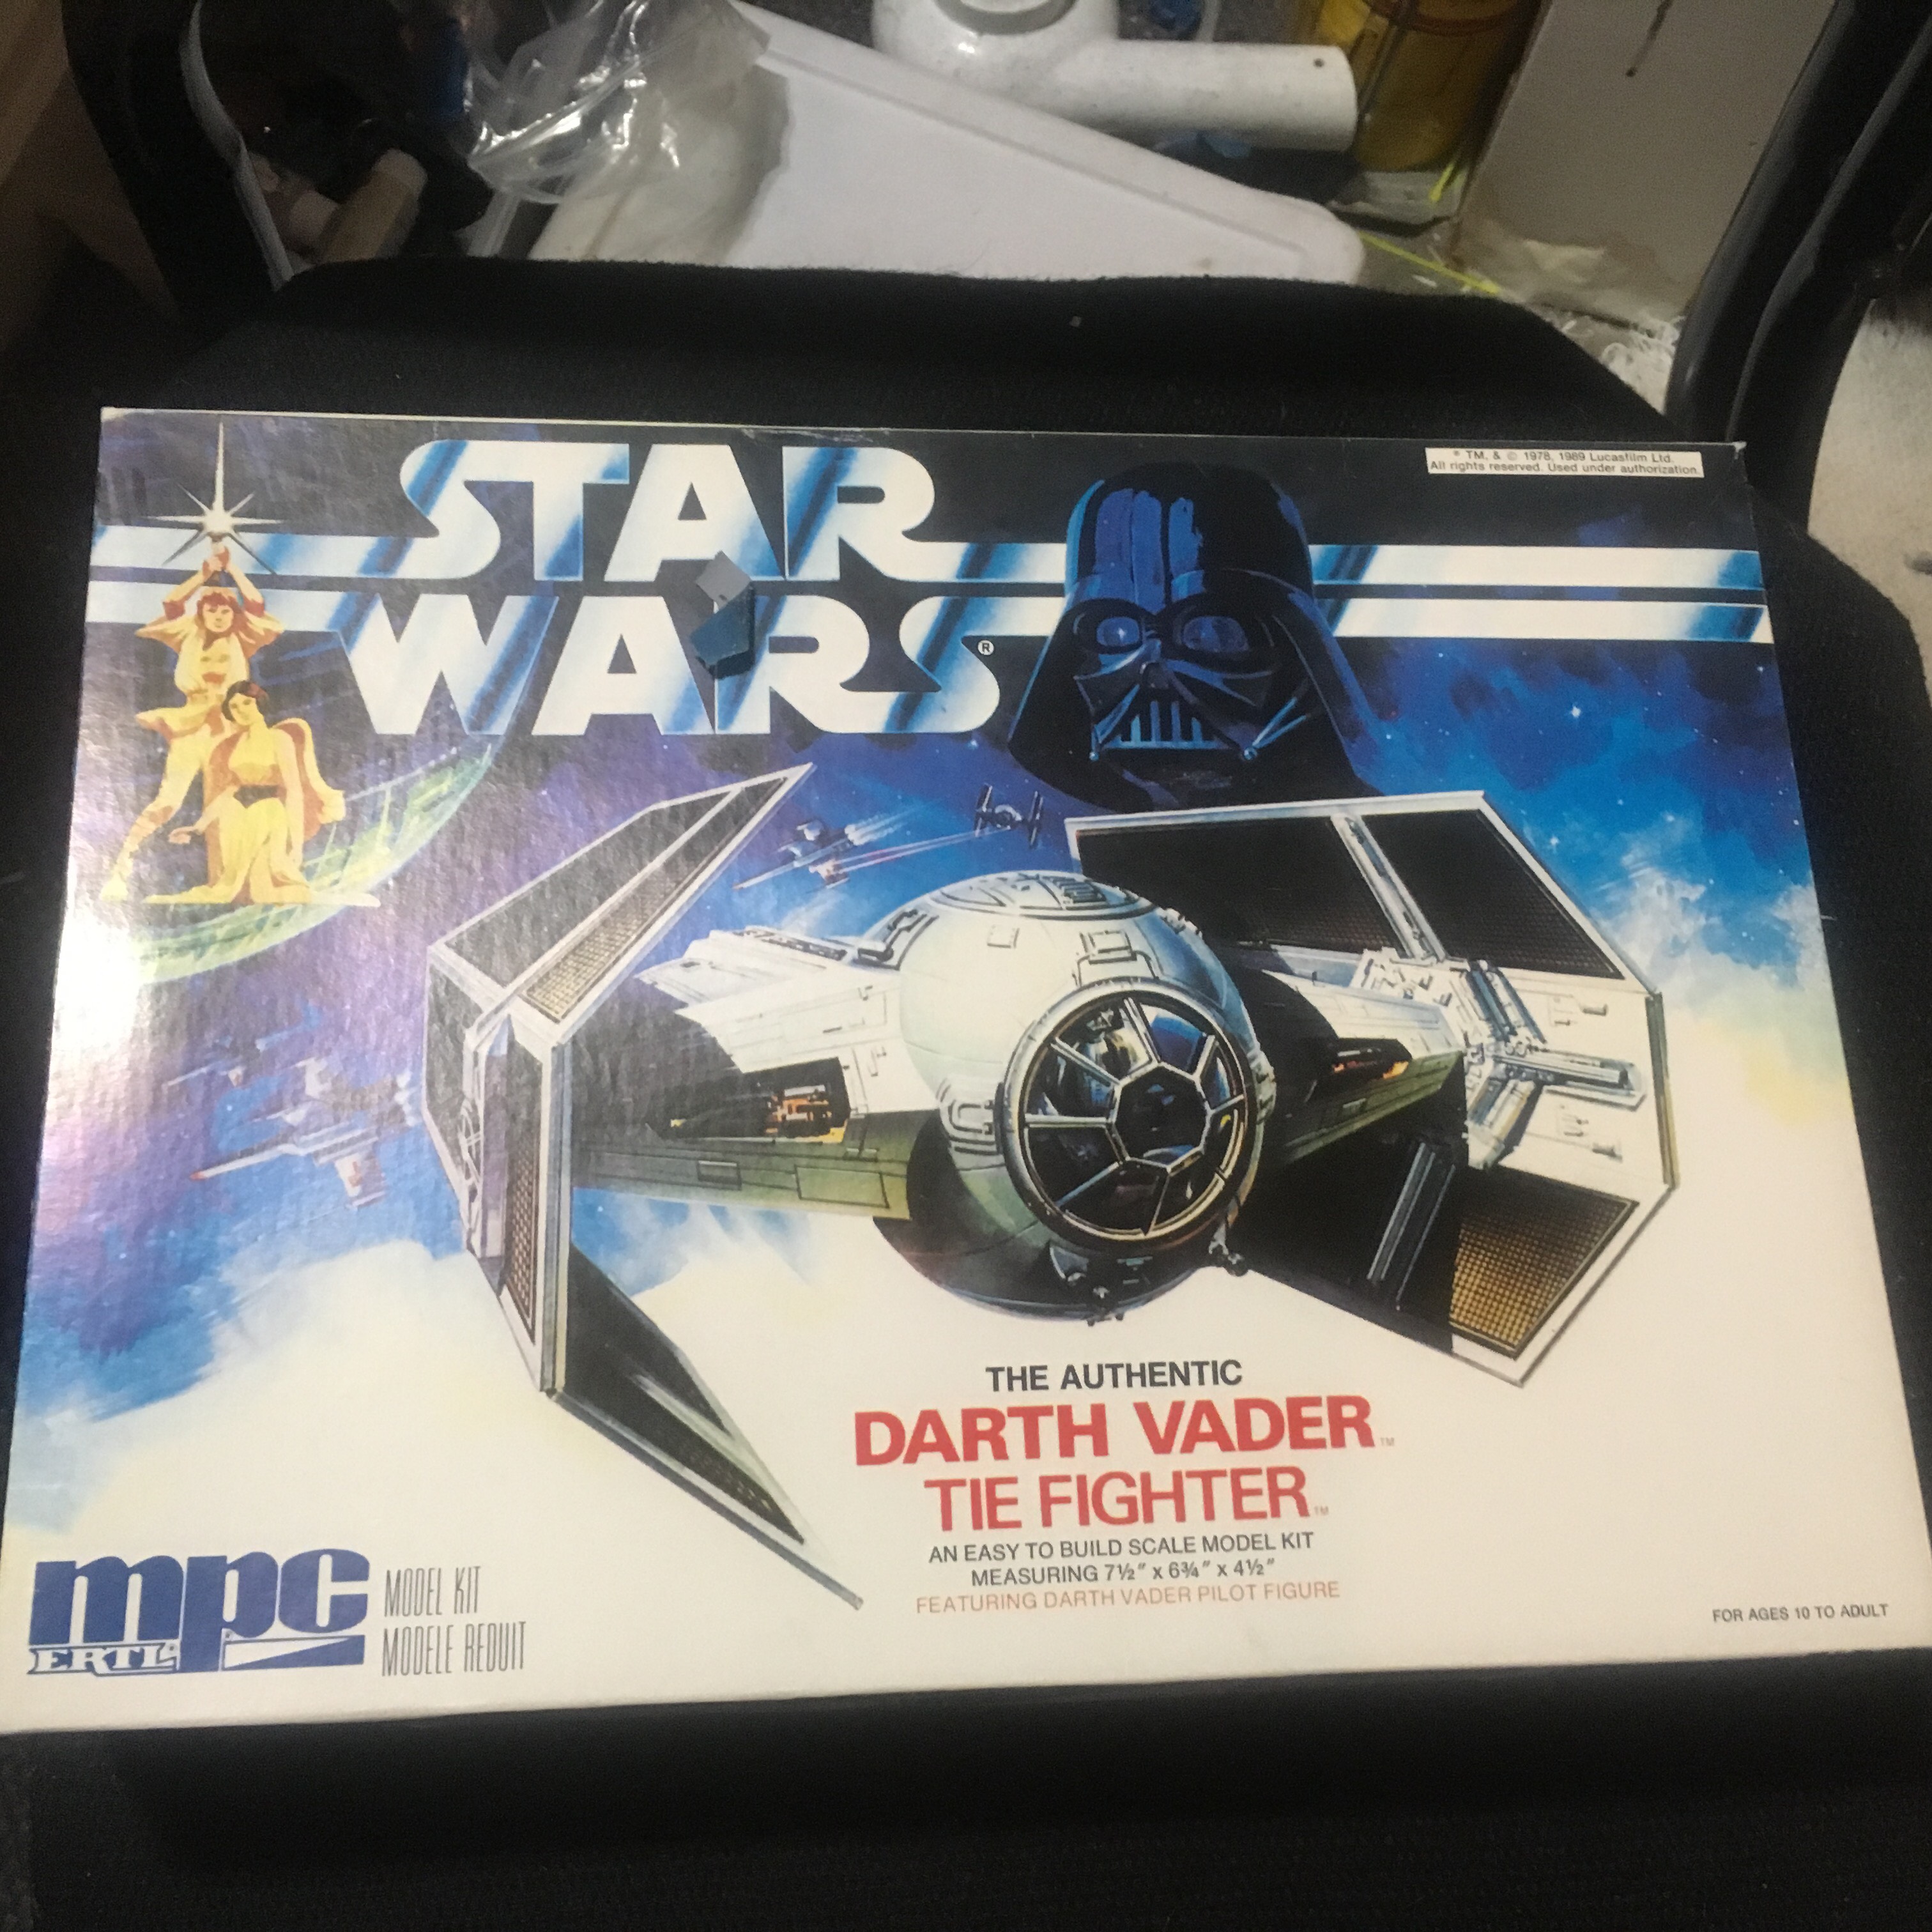 STAR
WARS®
* TM, & © 1978, 1989 Lucasfilm Ltd.
All rights reserved. Used under authorization.
THE AUTHENTIC
DARTH VADER™
TIE FIGHTER™
AN EASY TO BUILD SCALE MODEL KIT
MEASURING 7½" x 6¾" x 4½"
FEATURING DARTH VADER PILOT FIGURE
mpc
ERTL®
MODEL KIT
MODELE REDUIT
FOR AGES 10 TO ADULT